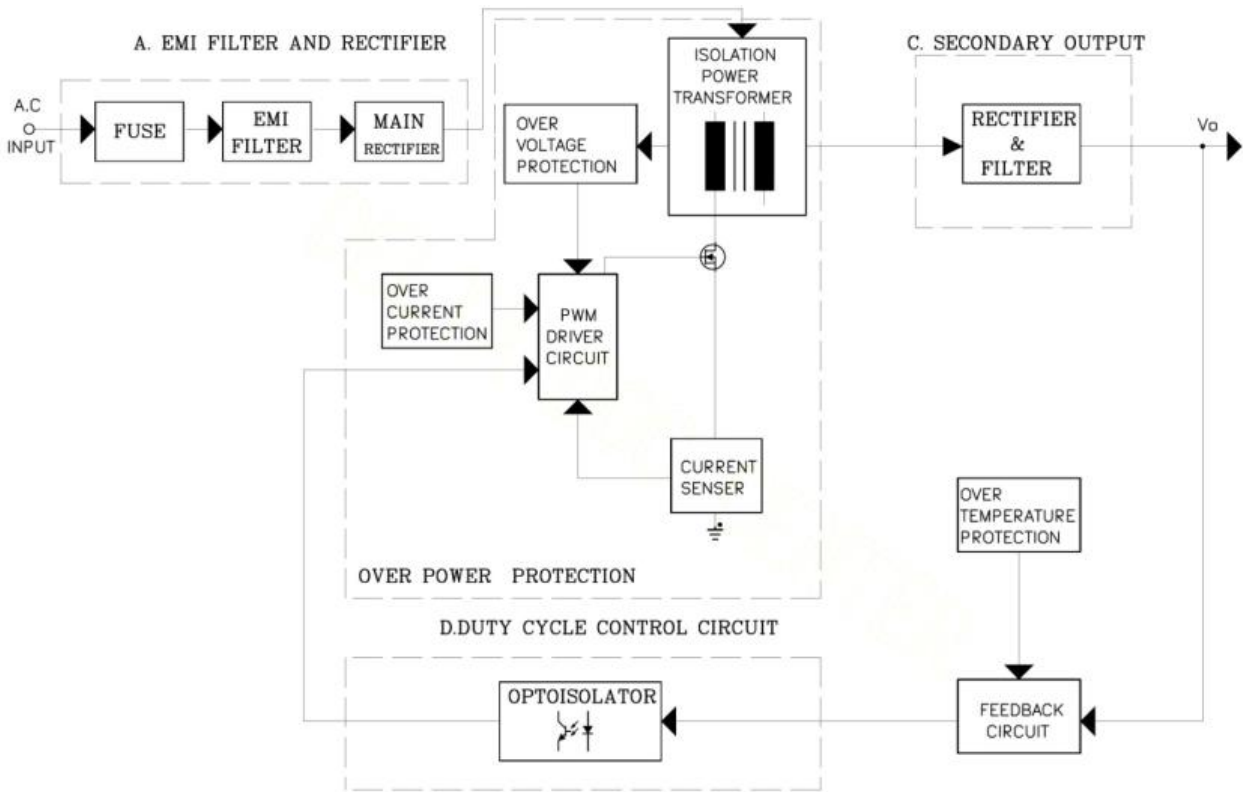 A. EMI FILTER AND RECTIFIER
A.C
INPUT
FUSE
EMI
FILTER
MAIN
RECTIFIER
OVER
VOLTAGE
PROTECTION
ISOLATION
POWER
TRANSFORMER
C. SECONDARY OUTPUT
RECTIFIER
&
FILTER
Vo
OVER
CURRENT
PROTECTION
PWM
DRIVER
CIRCUIT
CURRENT
SENSER
OVER
TEMPERATURE
PROTECTION
OVER POWER PROTECTION
D.DUTY CYCLE CONTROL CIRCUIT
OPTOISOLATOR
FEEDBACK
CIRCUIT